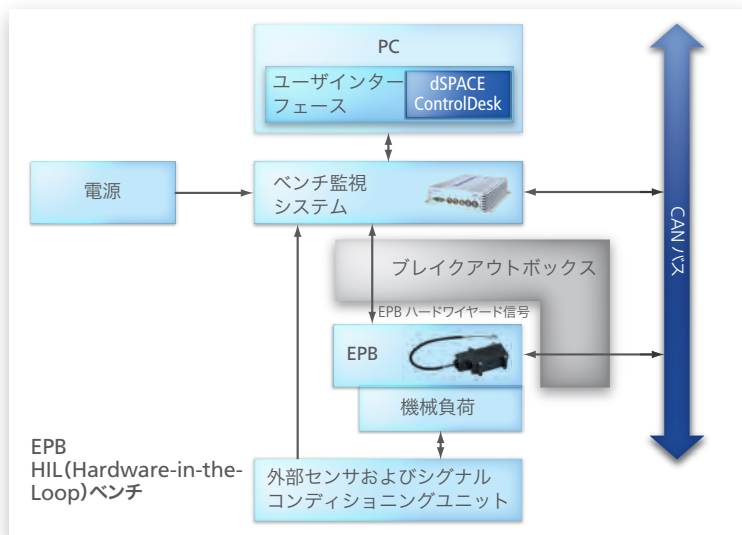 PC
ユーザインター
フェース
dSPACE
ControlDesk
電源
ベンチ監視
システム
CAN バス
ブレイクアウトボックス
EPB ハードワイヤード信号
EPB
機械負荷
EPB
HIL(Hardware-in-the-
Loop)ベンチ
外部センサおよびシグナル
コンディショニングユニット